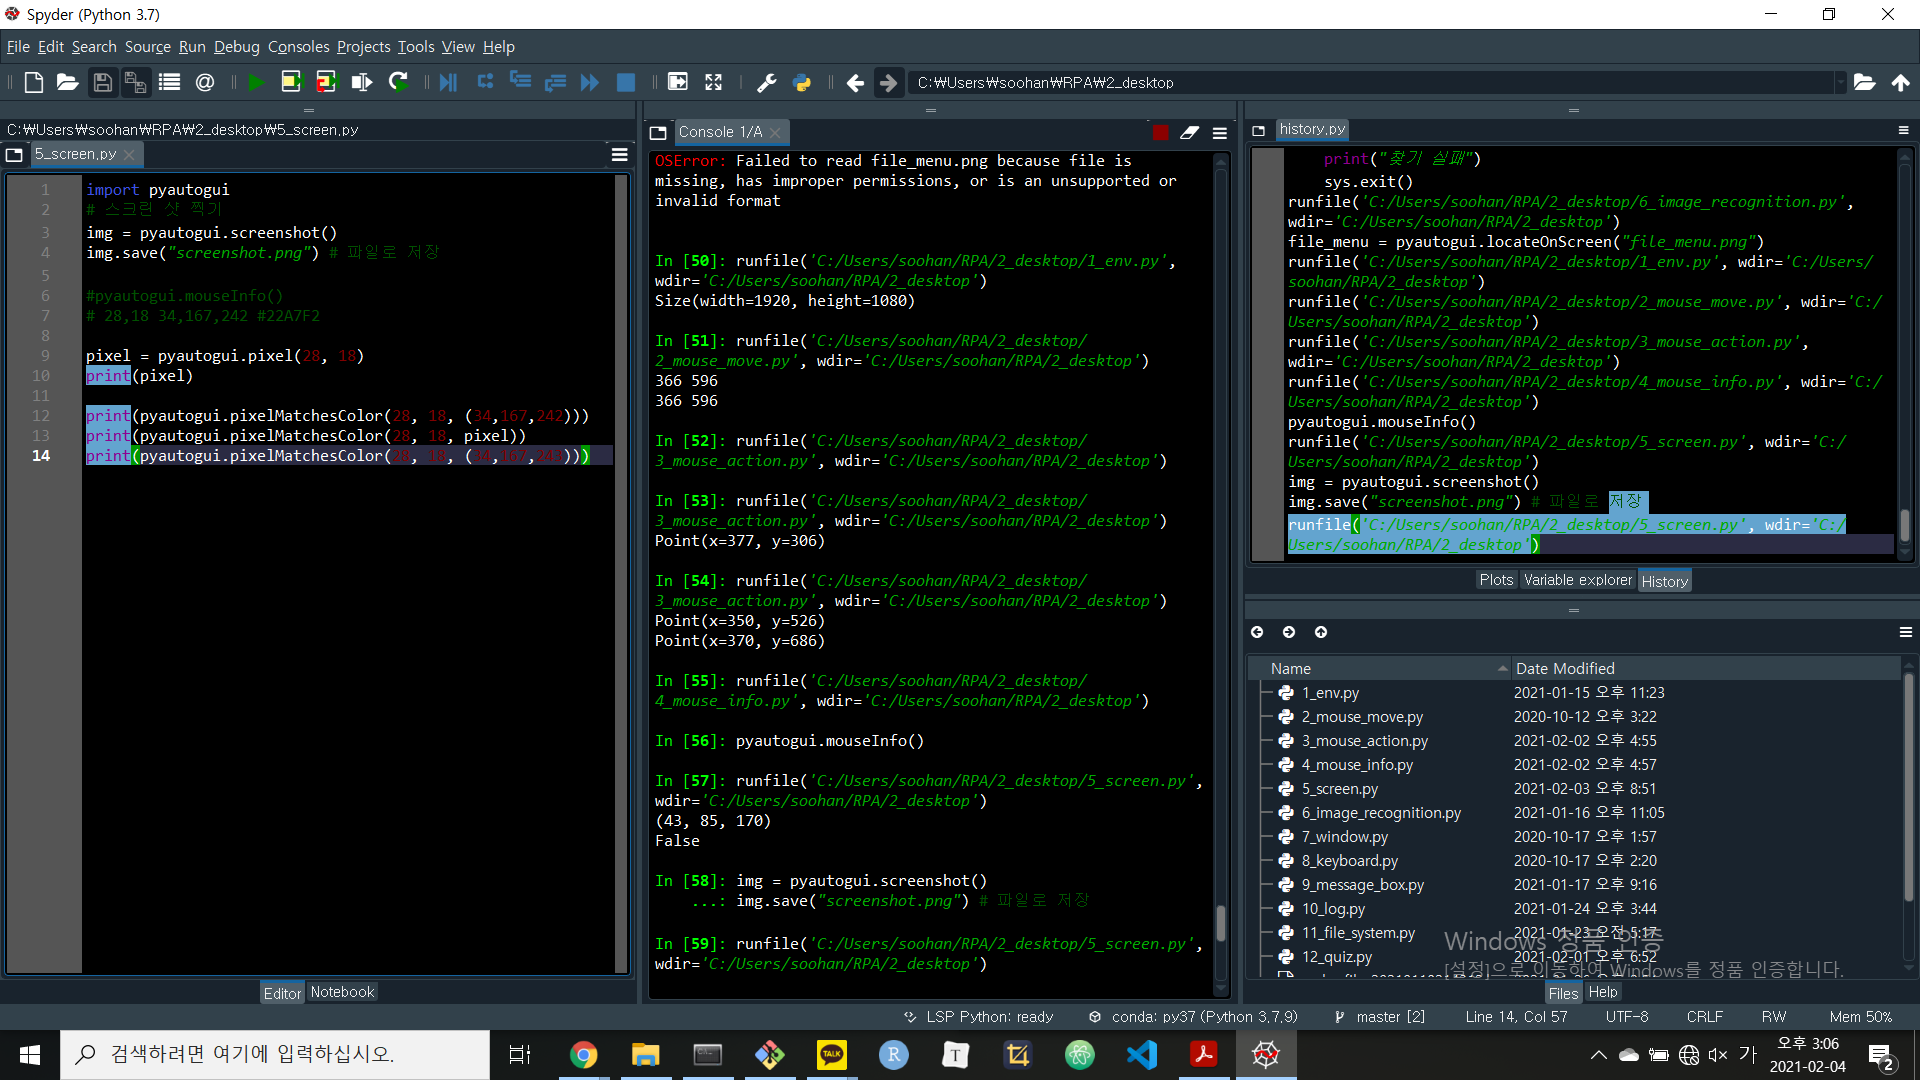 Spyder (Python 3.7)
File Edit Search Source Run Debug Consoles Projects Tools View Help
C:₩Users₩soohan₩RPA₩2_desktop
C:₩Users₩soohan₩RPA₩2_desktop₩5_screen.py
5_screen.py
1 import pyautogui
2 # 스크린 샷 찍기
3 img = pyautogui.screenshot()
4 img.save("screenshot.png") # 파일로 저장
5
6 #pyautogui.mouseInfo()
7 # 28,18 34,167,242 #22A7F2
8
9 pixel = pyautogui.pixel(28, 18)
10 print(pixel)
11
12 print(pyautogui.pixelMatchesColor(28, 18, (34,167,242)))
13 print(pyautogui.pixelMatchesColor(28, 18, pixel))
14 print(pyautogui.pixelMatchesColor(28, 18, (34,167,243)))
Editor Notebook
Console 1/A
OSError: Failed to read file_menu.png because file is
missing, has improper permissions, or is an unsupported or
invalid format
In [50]: runfile('C:/Users/soohan/RPA/2_desktop/1_env.py',
wdir='C:/Users/soohan/RPA/2_desktop')
Size(width=1920, height=1080)
In [51]: runfile('C:/Users/soohan/RPA/2_desktop/
2_mouse_move.py', wdir='C:/Users/soohan/RPA/2_desktop')
366 596
366 596
In [52]: runfile('C:/Users/soohan/RPA/2_desktop/
3_mouse_action.py', wdir='C:/Users/soohan/RPA/2_desktop')
In [53]: runfile('C:/Users/soohan/RPA/2_desktop/
3_mouse_action.py', wdir='C:/Users/soohan/RPA/2_desktop')
Point(x=377, y=306)
In [54]: runfile('C:/Users/soohan/RPA/2_desktop/
3_mouse_action.py', wdir='C:/Users/soohan/RPA/2_desktop')
Point(x=350, y=526)
Point(x=370, y=686)
In [55]: runfile('C:/Users/soohan/RPA/2_desktop/
4_mouse_info.py', wdir='C:/Users/soohan/RPA/2_desktop')
In [56]: pyautogui.mouseInfo()
In [57]: runfile('C:/Users/soohan/RPA/2_desktop/5_screen.py',
wdir='C:/Users/soohan/RPA/2_desktop')
(43, 85, 170)
False
In [58]: img = pyautogui.screenshot()
...: img.save("screenshot.png") # 파일로 저장
In [59]: runfile('C:/Users/soohan/RPA/2_desktop/5_screen.py',
wdir='C:/Users/soohan/RPA/2_desktop')
history.py
print("찾기 실패")
sys.exit()
runfile('C:/Users/soohan/RPA/2_desktop/6_image_recognition.py',
wdir='C:/Users/soohan/RPA/2_desktop')
file_menu = pyautogui.locateOnScreen("file_menu.png")
runfile('C:/Users/soohan/RPA/2_desktop/1_env.py', wdir='C:/Users/
soohan/RPA/2_desktop')
runfile('C:/Users/soohan/RPA/2_desktop/2_mouse_move.py', wdir='C:/
Users/soohan/RPA/2_desktop')
runfile('C:/Users/soohan/RPA/2_desktop/3_mouse_action.py',
wdir='C:/Users/soohan/RPA/2_desktop')
runfile('C:/Users/soohan/RPA/2_desktop/4_mouse_info.py', wdir='C:/
Users/soohan/RPA/2_desktop')
pyautogui.mouseInfo()
runfile('C:/Users/soohan/RPA/2_desktop/5_screen.py', wdir='C:/
Users/soohan/RPA/2_desktop')
img = pyautogui.screenshot()
img.save("screenshot.png") # 파일로 저장
runfile('C:/Users/soohan/RPA/2_desktop/5_screen.py', wdir='C:/
Users/soohan/RPA/2_desktop')
Plots Variable explorer History
Name Date Modified
1_env.py 2021-01-15 오후 11:23
2_mouse_move.py 2020-10-12 오후 3:22
3_mouse_action.py 2021-02-02 오후 4:55
4_mouse_info.py 2021-02-02 오후 4:57
5_screen.py 2021-02-03 오후 8:51
6_image_recognition.py 2021-01-16 오후 11:05
7_window.py 2020-10-17 오후 1:57
8_keyboard.py 2020-10-17 오후 2:20
9_message_box.py 2021-01-17 오후 9:16
10_log.py 2021-01-24 오후 3:44
11_file_system.py 2021-01-23 오전 5:17
12_quiz.py 2021-02-01 오후 6:52
Windows 정품 인증
[설정]으로 이동하여 Windows를 정품 인증합니다.
Files Help
LSP Python: ready conda: py37 (Python 3.7.9) master [2] Line 14, Col 57 UTF-8 CRLF RW Mem 50%
검색하려면 여기에 입력하십시오.
TALK
R
T
가
오후 3:06
2021-02-04
2